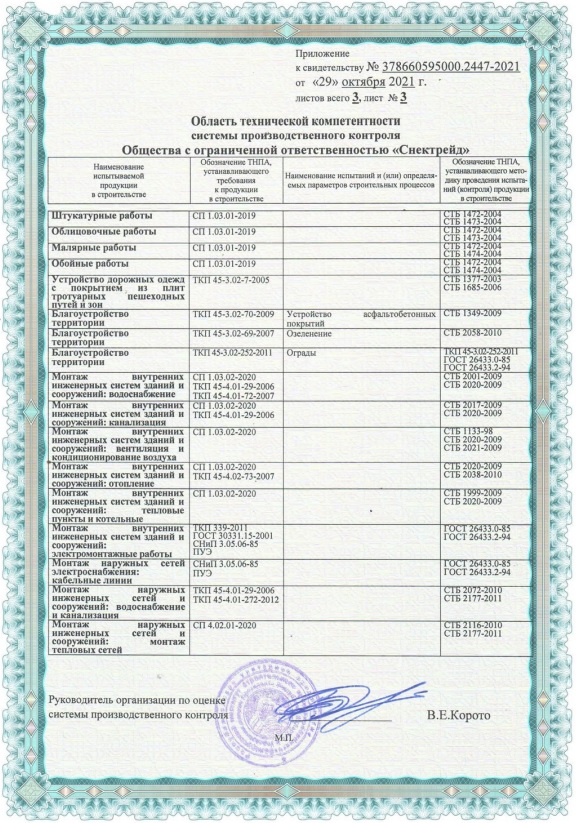 Приложение
к свидетельству № 378660595000.2447-2021
от «29» октября 2021 г.
листов всего 3, лист № 3
Область технической компетентности
системы производственного контроля
Общества с ограниченной ответственностью «Снектрейд»
Наименование испытываемой продукции в строительстве
Обозначение ТНПА, устанавливающего требования к продукции в строительстве
Наименование испытаний и (или) определяемых параметров строительных процессов
Обозначение ТНПА, устанавливающего методику проведения испытаний (контроля) продукции в строительстве
Штукатурные работы СП 1.03.01-2019 СТБ 1472-2004
СТБ 1473-2004
Облицовочные работы СП 1.03.01-2019 СТБ 1472-2004
СТБ 1473-2004
Малярные работы СП 1.03.01-2019 СТБ 1472-2004
СТБ 1474-2004
Обойные работы СП 1.03.01-2019 СТБ 1472-2004
СТБ 1474-2004
Устройство дорожных одежд ТКП 45-3.02-7-2005 СТБ 1377-2003
с покрытием из плит СТБ 1685-2006
тротуарных пешеходных
путей и зон
Благоустройство ТКП 45-3.02-70-2009 Устройство асфальтобетонных СТБ 1349-2009
территории покрытий
Благоустройство ТКП 45-3.02-69-2007 Озеленение СТБ 2058-2010
территории
Благоустройство ТКП 45-3.02-252-2011 Ограды ТКП 45-3.02-252-2011
территории ГОСТ 26433.0-85
ГОСТ 26433.2-94
Монтаж внутренних СП 1.03.02-2020 СТБ 2001-2009
инженерных систем зданий и ТКП 45-4.01-29-2006 СТБ 2020-2009
сооружений: водоснабжение ТКП 45-4.01-72-2007
Монтаж внутренних СП 1.03.02-2020 СТБ 2017-2009
инженерных систем зданий и ТКП 45-4.01-29-2006 СТБ 2020-2009
сооружений: канализация
Монтаж внутренних СП 1.03.02-2020 СТБ 1133-98
инженерных систем зданий и СТБ 2020-2009
сооружений: вентиляция и СТБ 2021-2009
кондиционирование воздуха
Монтаж внутренних СП 1.03.02-2020 СТБ 2020-2009
инженерных систем зданий и ТКП 45-4.02-73-2007 СТБ 2038-2010
сооружений: отопление
Монтаж внутренних СП 1.03.02-2020 СТБ 1999-2009
инженерных систем зданий и СТБ 2020-2009
сооружений: тепловые
пункты и котельные
Монтаж внутренних ТКП 339-2011 ГОСТ 26433.0-85
инженерных систем зданий и ГОСТ 30331.15-2001 ГОСТ 26433.2-94
сооружений: СНиП 3.05.06-85
электромонтажные работы ПУЭ
Монтаж наружных сетей СНиП 3.05.06-85 ГОСТ 26433.0-85
электроснабжения: ПУЭ ГОСТ 26433.2-94
кабельные линии
Монтаж наружных ТКП 45-4.01-29-2006 СТБ 2072-2010
инженерных сетей и ТКП 45-4.01-272-2012 СТБ 2177-2011
сооружений: водоснабжение
и канализация
Монтаж наружных СП 4.02.01-2020 СТБ 2116-2010
инженерных сетей и СТБ 2177-2011
сооружений: монтаж
тепловых сетей
Руководитель организации по оценке
системы производственного контроля В.Е.Корото
М.П.